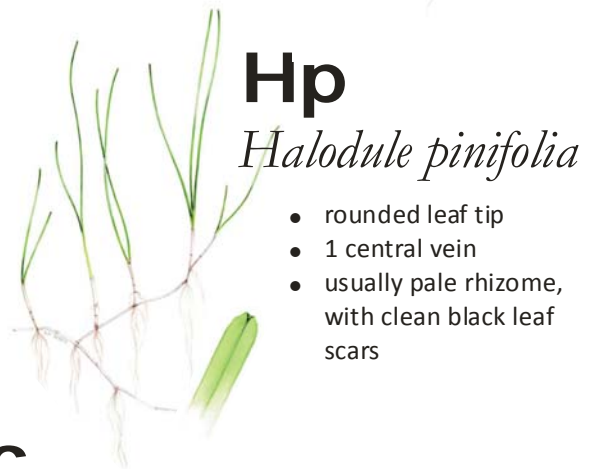 Hp
Halodule pinifolia
• rounded leaf tip
• 1 central vein
• usually pale rhizome,
with clean black leaf
scars